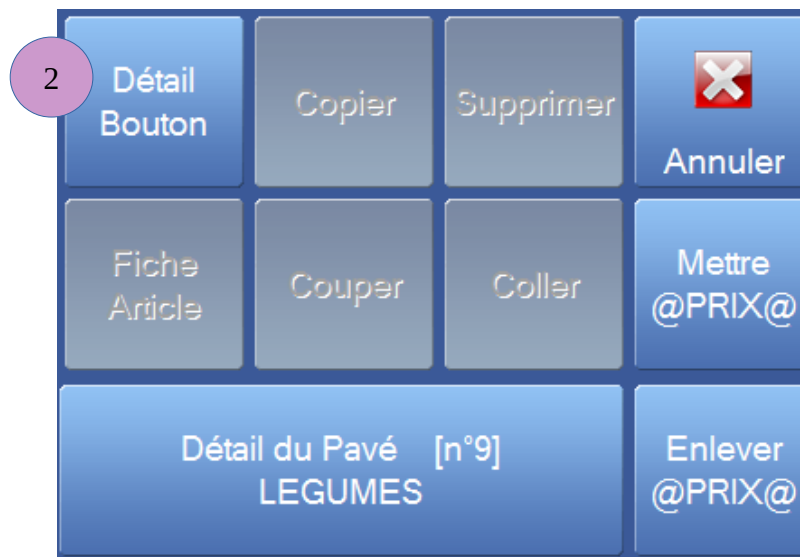 2
Détail
Bouton
Copier
Supprimer
Annuler
Fiche
Article
Couper
Coller
Mettre
@PRIX@
Détail du Pavé [n°9]
LEGUMES
Enlever
@PRIX@